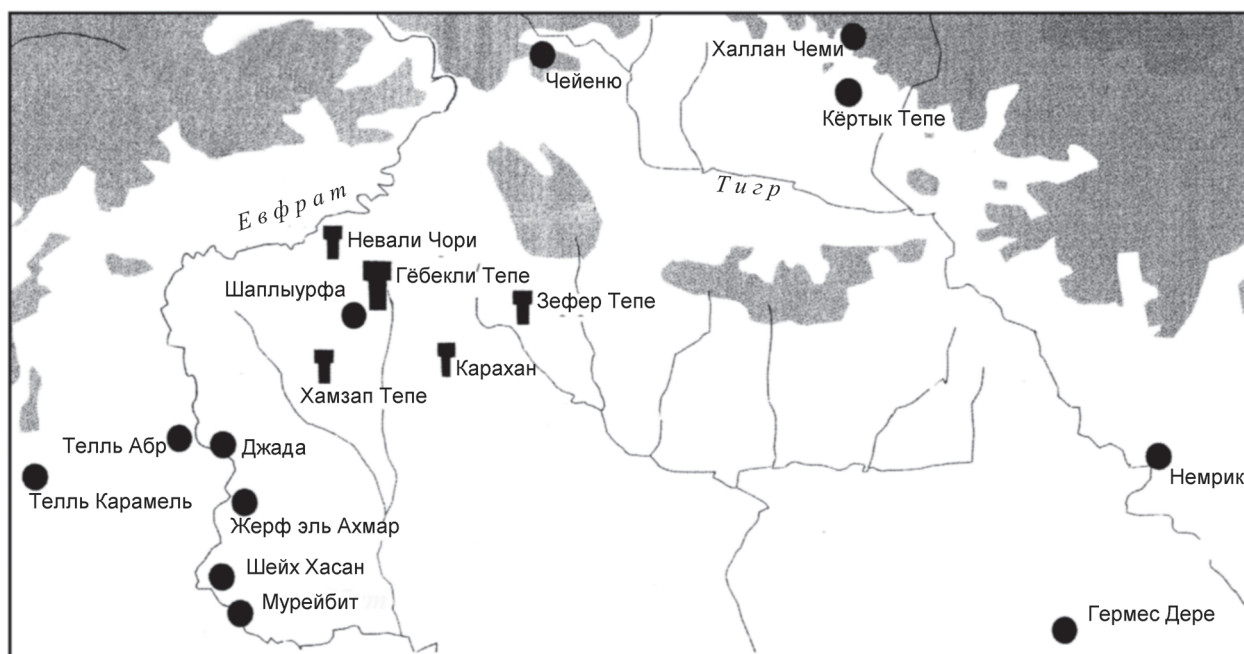 Халлан Чеми
Чейеню
Кёртык Тепе
Тигр
Евфрат
Невали Чори
Гёбекли Тепе
Шаплыурфа
Зефер Тепе
Карахан
Хамзап Тепе
Телль Абр
Джада
Немрик
Телль Карамель
Жерф эль Ахмар
Шейх Хасан
Мурейбит
Гермес Дере